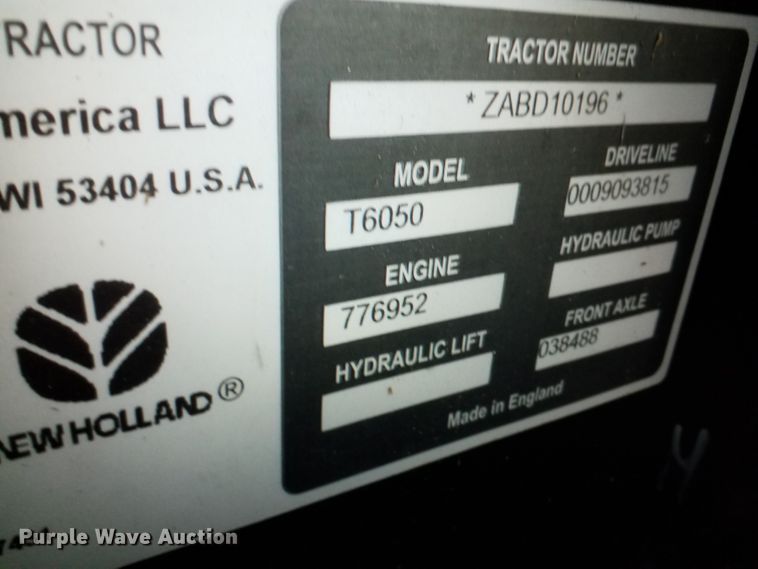 RACTOR
merica LLC
WI 53404 U.S.A.
NEW HOLLAND®
TRACTOR NUMBER
*ZABD10196*
MODEL
T6050
DRIVELINE
0009093815
ENGINE
776952
HYDRAULIC PUMP
HYDRAULIC LIFT
FRONT AXLE
038488
Made in England
Purple Wave Auction